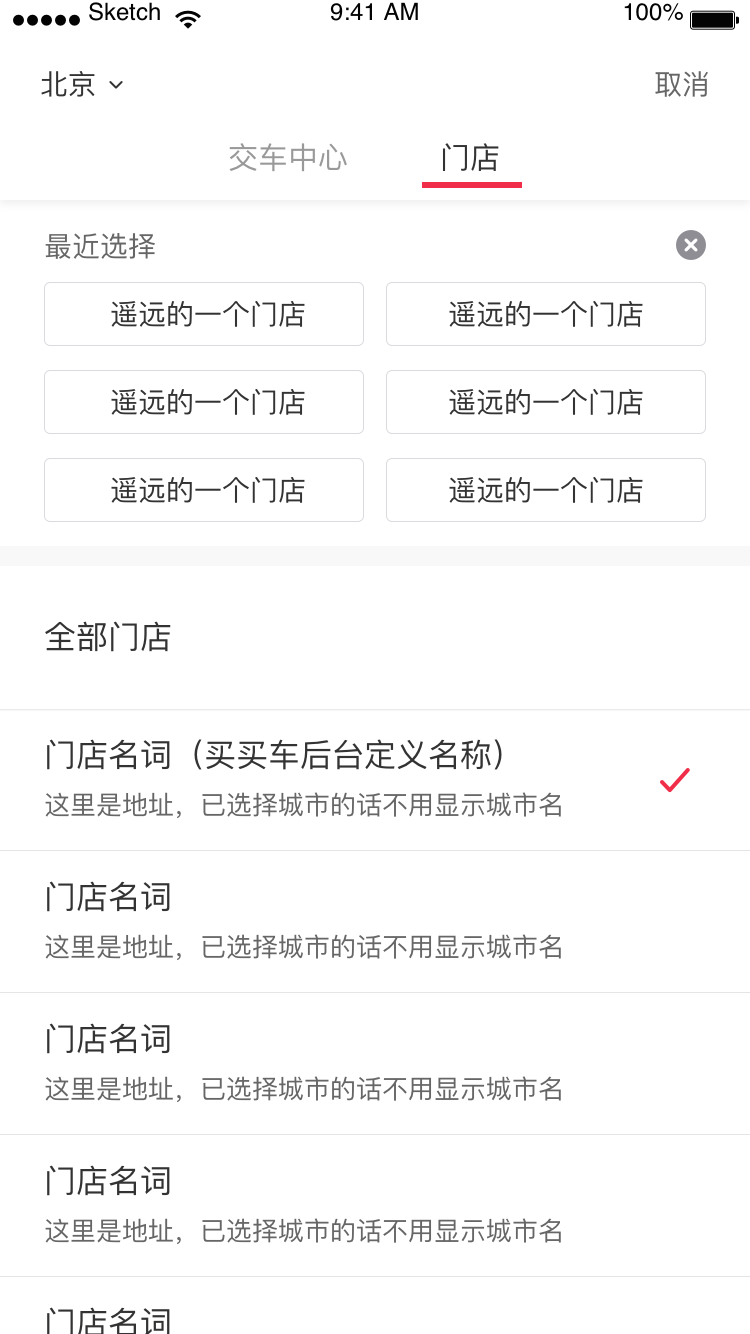 Sketch 9:41 AM 100%
北京 取消
交车中心 门店
最近选择
遥远的一个门店 遥远的一个门店
遥远的一个门店 遥远的一个门店
遥远的一个门店 遥远的一个门店
全部门店
门店名词（买买车后台定义名称）
这里是地址，已选择城市的话不用显示城市名
门店名词
这里是地址，已选择城市的话不用显示城市名
门店名词
这里是地址，已选择城市的话不用显示城市名
门店名词
这里是地址，已选择城市的话不用显示城市名
门店名词